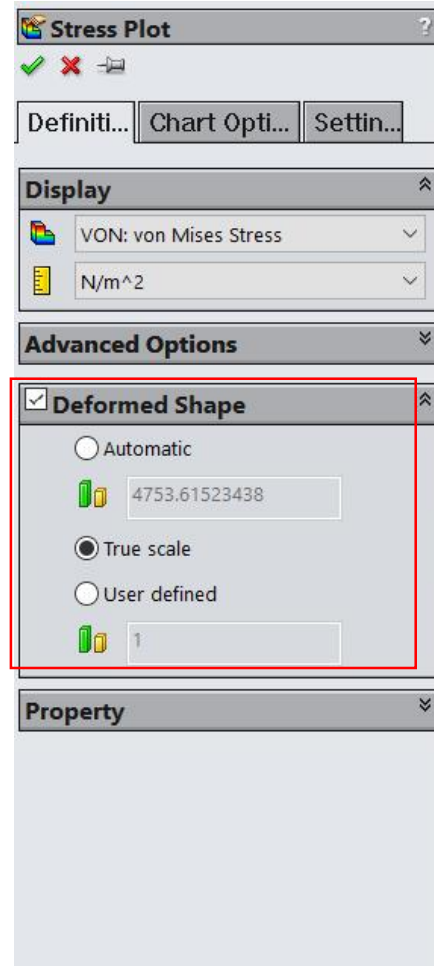 Stress Plot ?
Definiti... Chart Opti... Settin...
Display
VON: von Mises Stress
N/m^2
Advanced Options
Deformed Shape
Automatic
4753.61523438
True scale
User defined
1
Property